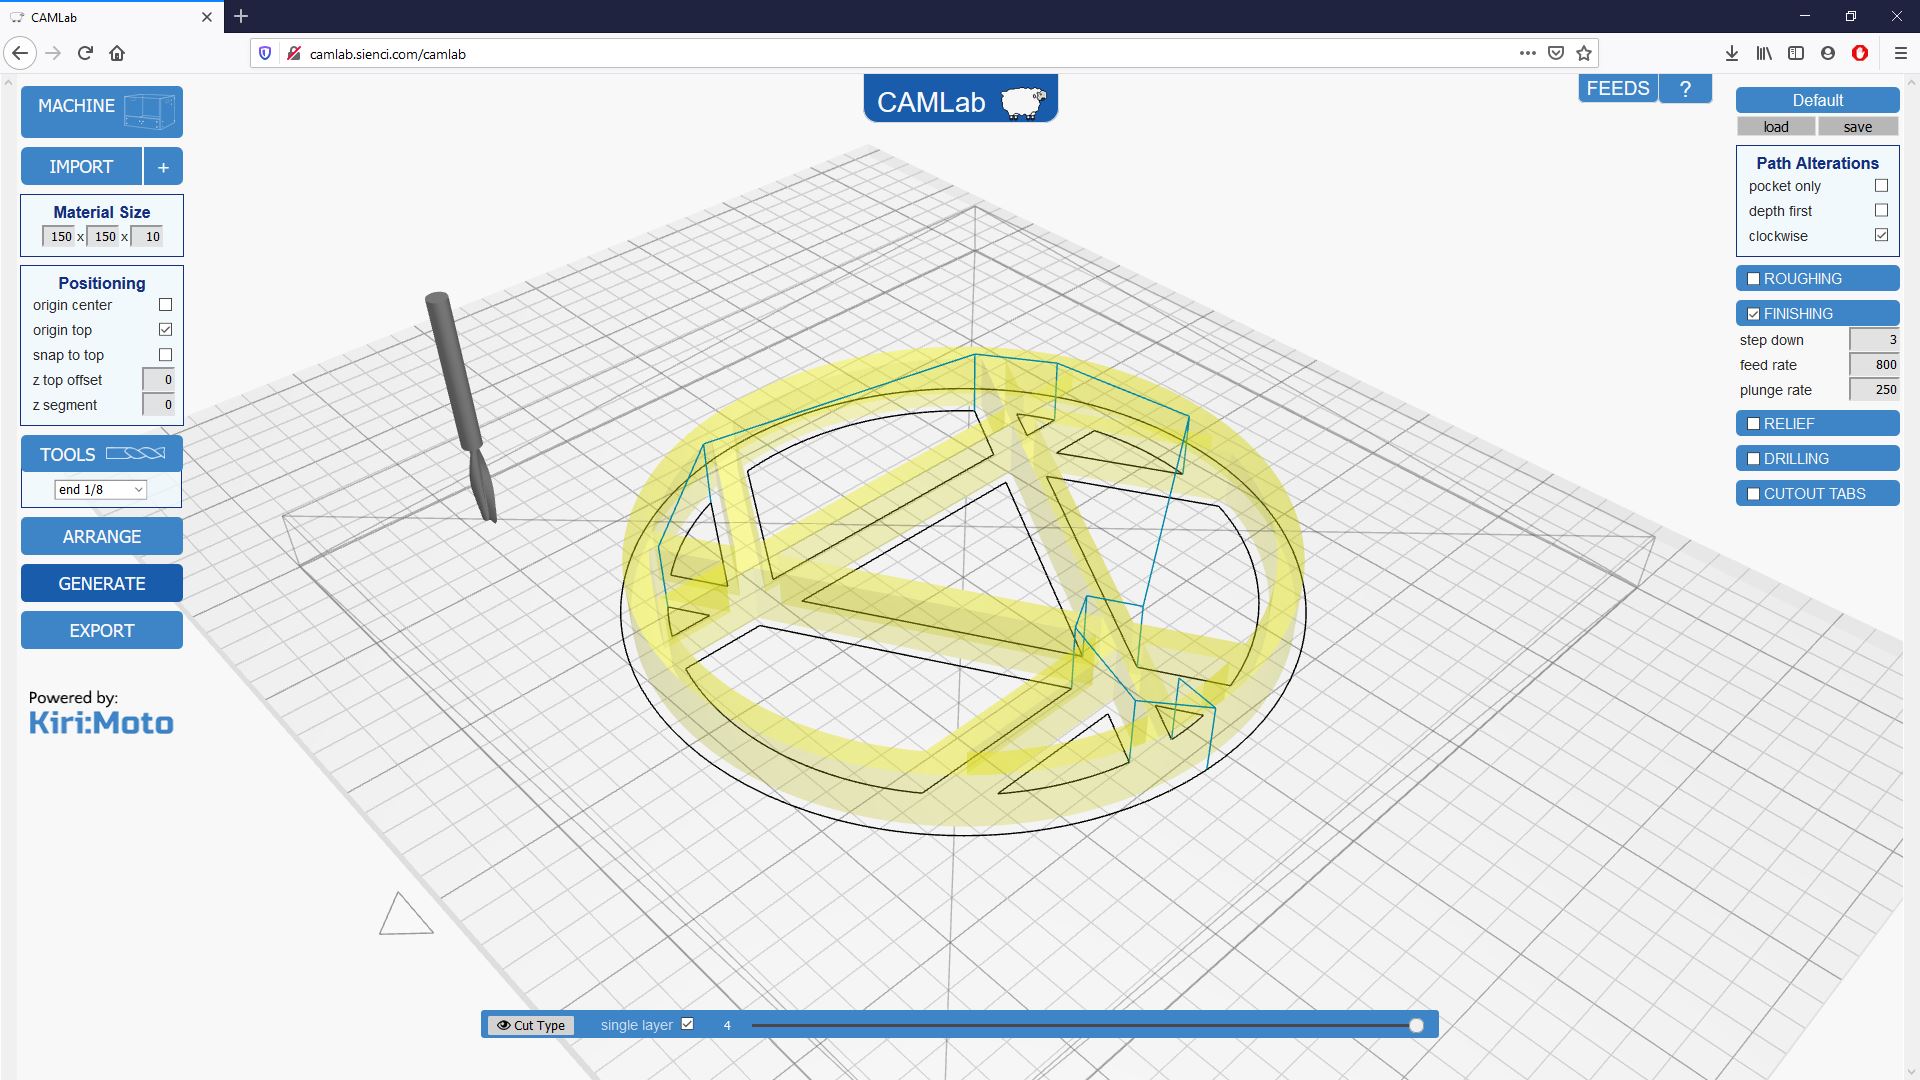 CAMLab
camlab.sienci.com/camlab
MACHINE
IMPORT +
Material Size
150 x 150 x 10
Positioning
origin center
origin top
snap to top
z top offset 0
z segment 0
TOOLS
end 1/8
ARRANGE
GENERATE
EXPORT
Powered by:
Kiri:Moto
CAMLab
FEEDS ?
Default
load save
Path Alterations
pocket only
depth first
clockwise
ROUGHING
FINISHING
step down 3
feed rate 800
plunge rate 250
RELIEF
DRILLING
CUTOUT TABS
Cut Type single layer 4